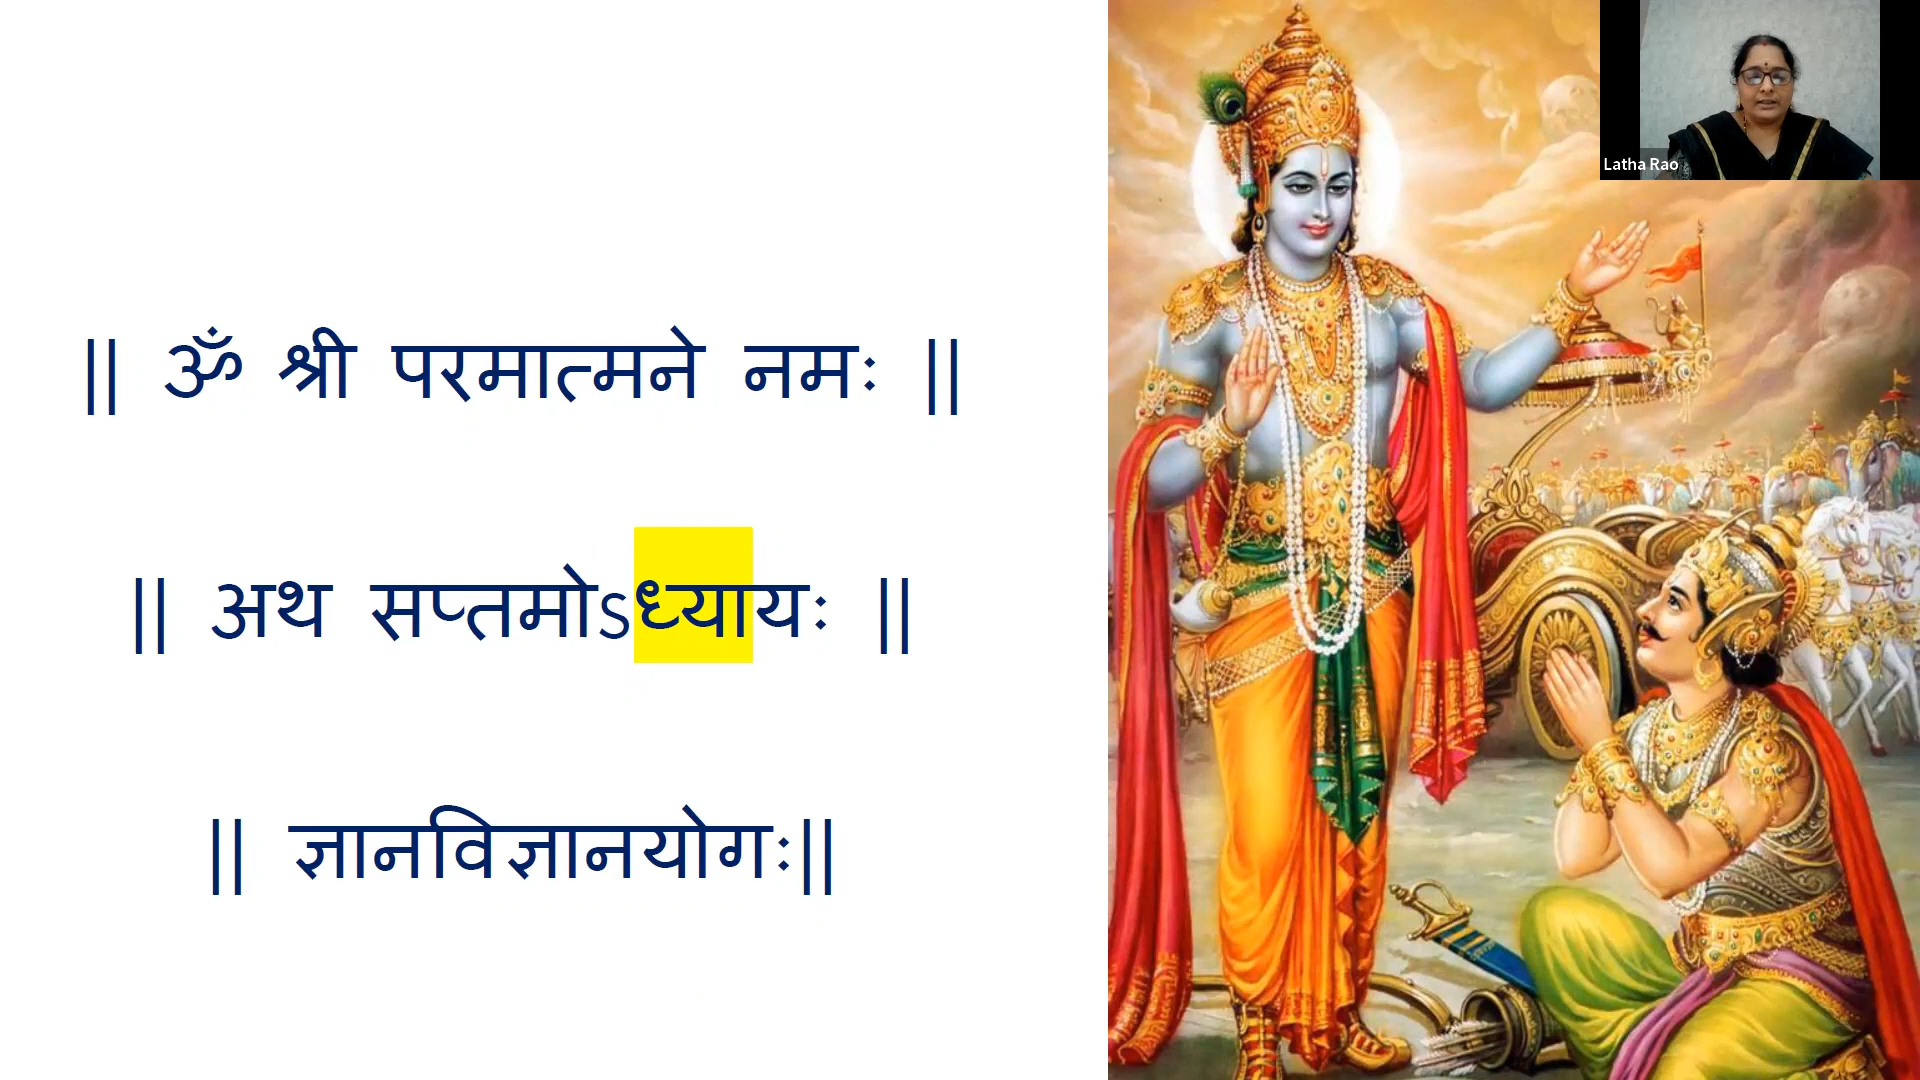 || ॐ श्री परमात्मने नमः ||
|| अथ सप्तमोऽध्यायः ||
|| ज्ञानविज्ञानयोगः||
Latha Rao